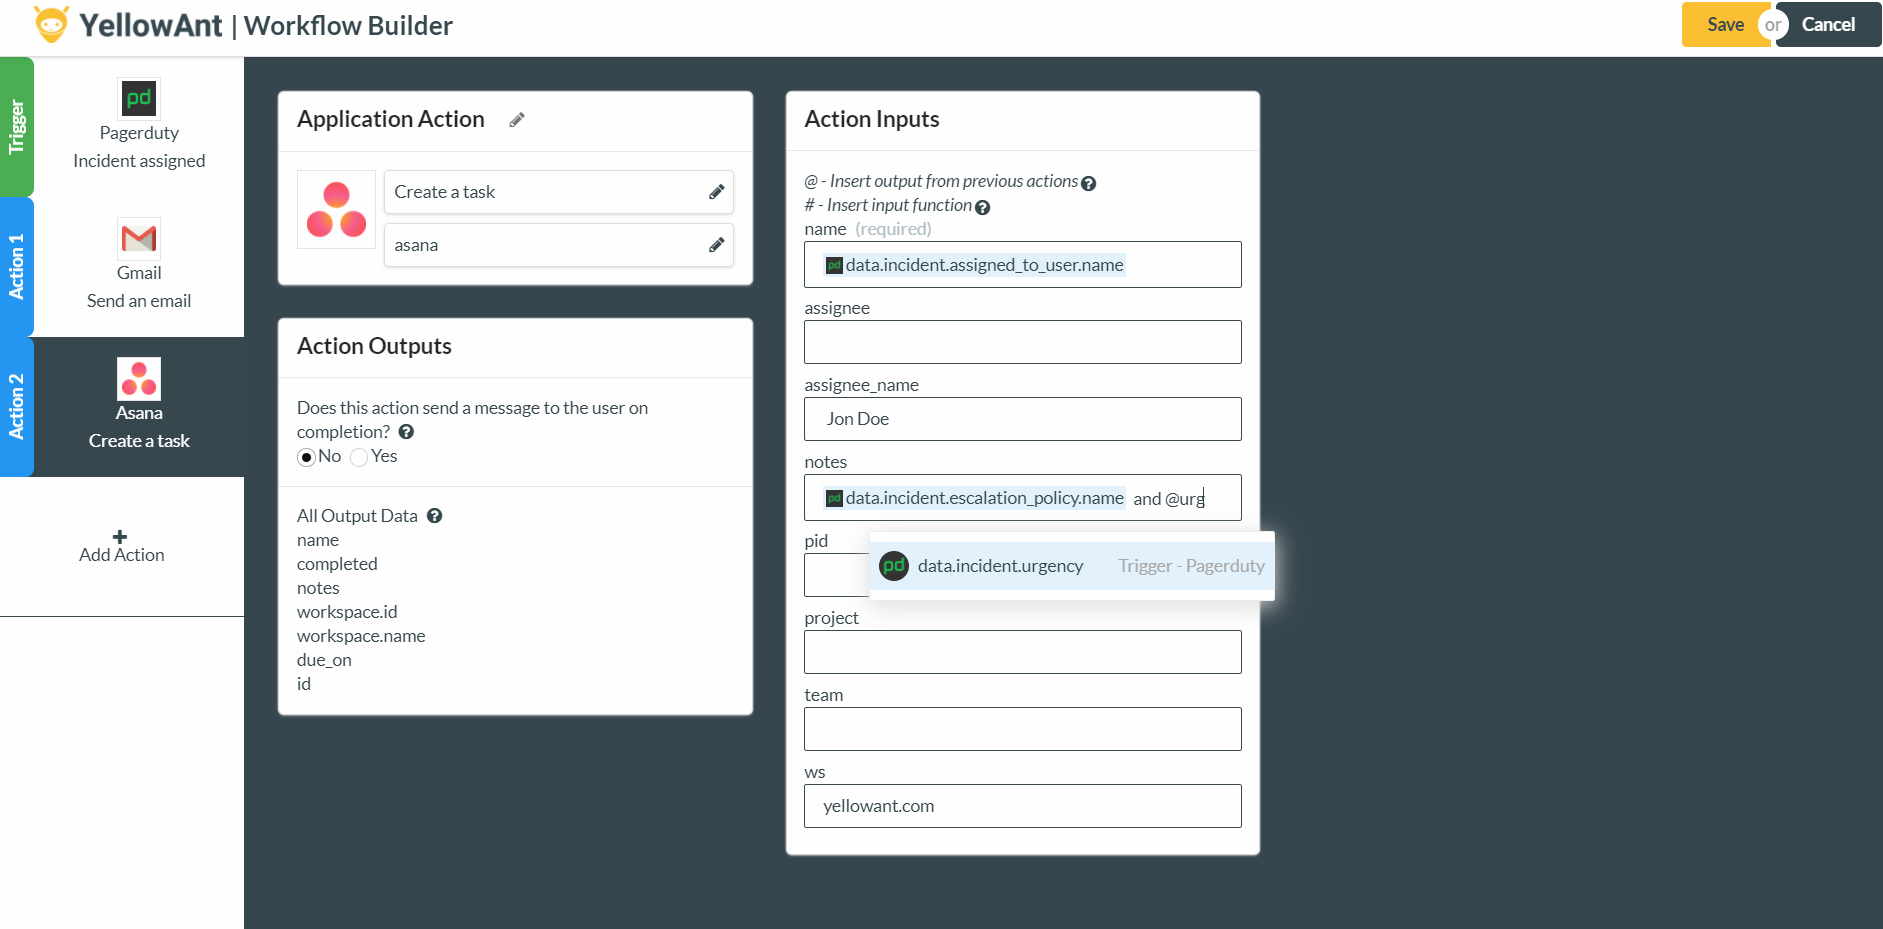 YellowAnt | Workflow Builder
Save or Cancel
Trigger
pd
Pagerduty
Incident assigned
Action 1
Gmail
Send an email
Action 2
Asana
Create a task
Add Action
Application Action
Create a task
asana
Action Outputs
Does this action send a message to the user on
completion?
No Yes
All Output Data
name
completed
notes
workspace.id
workspace.name
due_on
id
Action Inputs
@ - Insert output from previous actions
# - Insert input function
name (required)
pd data.incident.assigned_to_user.name
assignee
assignee_name
Jon Doe
notes
pd data.incident.escalation_policy.name and @urg
pid
pd data.incident.urgency Trigger - Pagerduty
project
team
ws
yellowant.com